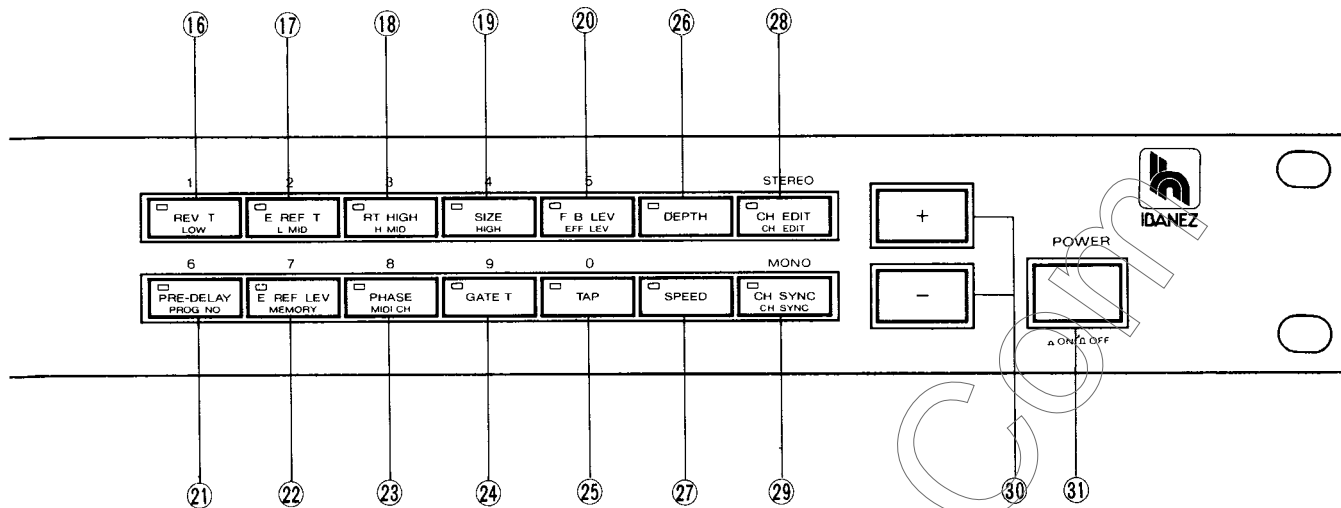 16 17 18 19 20 26 28
1 2 3 4 5 STEREO
REV T E REF T RT HIGH SIZE F B LEV DEPTH CH EDIT
LOW L MID H MID HIGH EFF LEV CH EDIT
+
IBANEZ
POWER
6 7 8 9 0 MONO
PRE-DELAY E REF LEV PHASE GATE T TAP SPEED CH SYNC
PROG NO MEMORY MIDI CH CH SYNC
−
ON OFF
21 22 23 24 25 27 29 30 31
Com